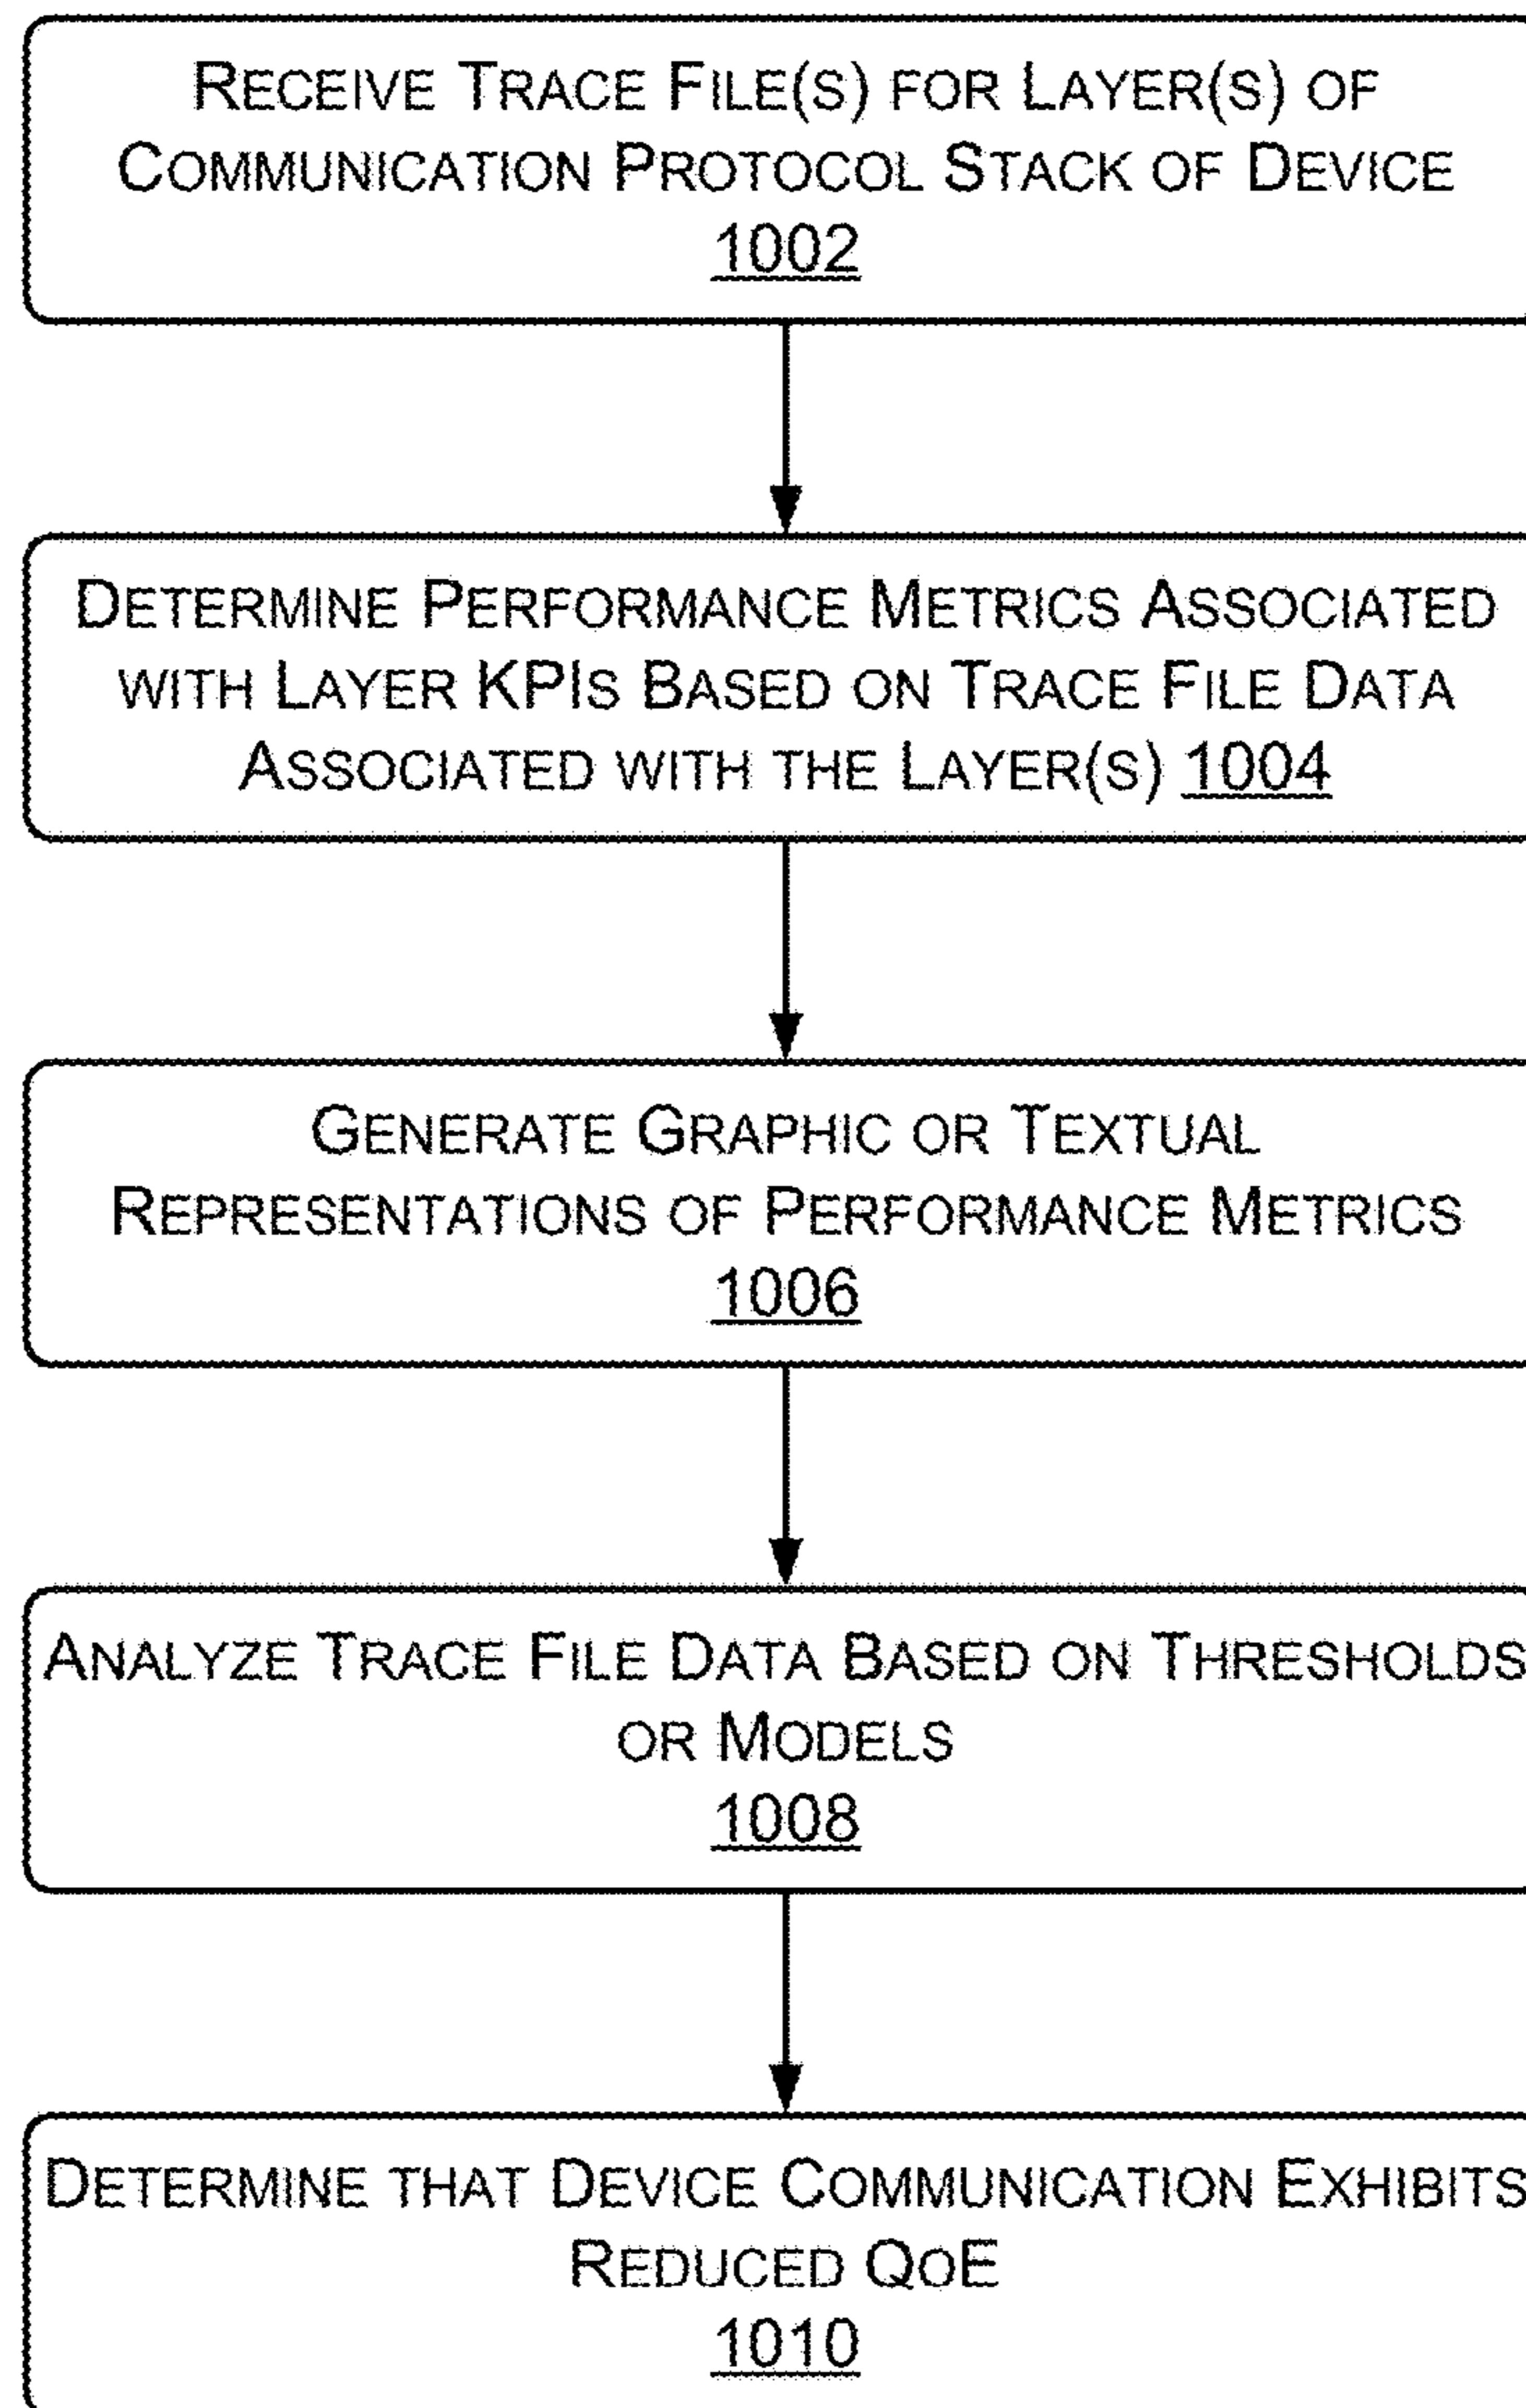 RECEIVE TRACE FILE(S) FOR LAYER(S) OF
COMMUNICATION PROTOCOL STACK OF DEVICE
1002
DETERMINE PERFORMANCE METRICS ASSOCIATED
WITH LAYER KPIS BASED ON TRACE FILE DATA
ASSOCIATED WITH THE LAYER(S) 1004
GENERATE GRAPHIC OR TEXTUAL
REPRESENTATIONS OF PERFORMANCE METRICS
1006
ANALYZE TRACE FILE DATA BASED ON THRESHOLDS
OR MODELS
1008
DETERMINE THAT DEVICE COMMUNICATION EXHIBITS
REDUCED QOE
1010